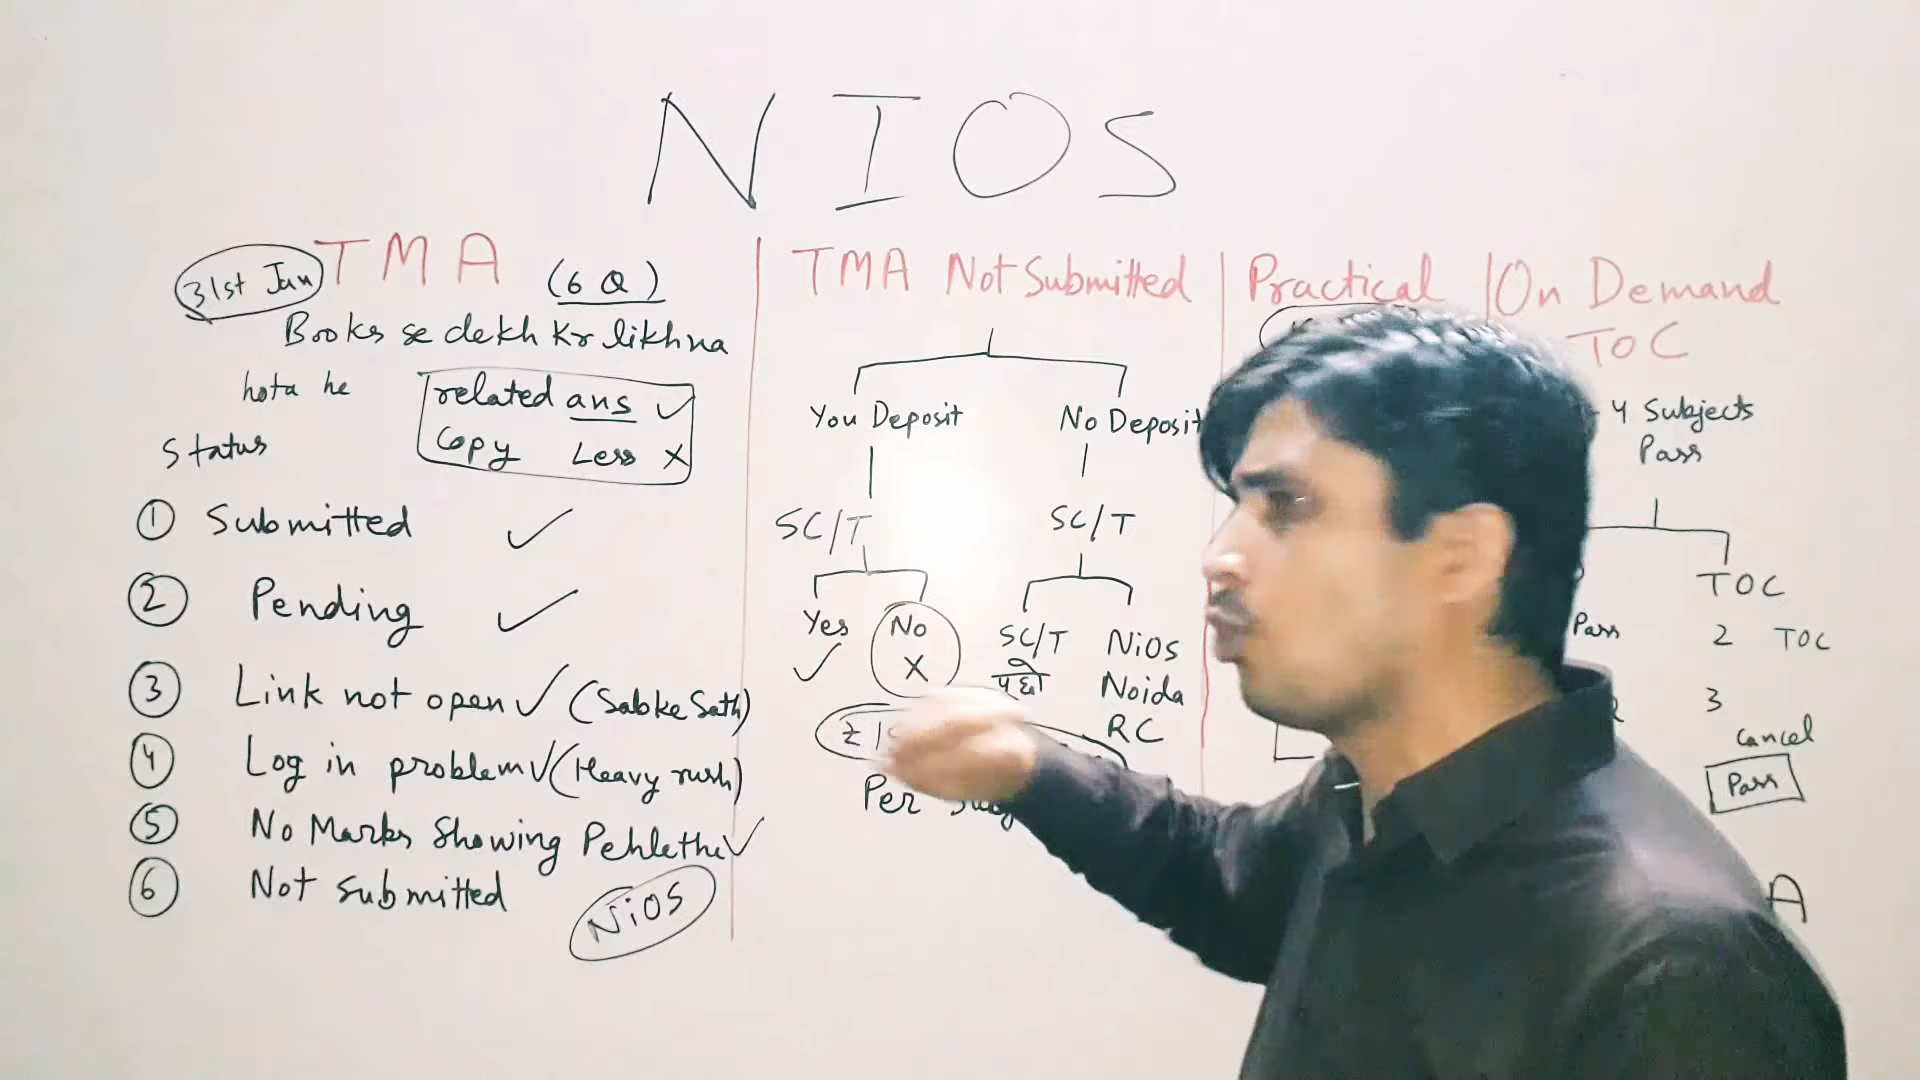 NIOS
31st Jan TMA (6 Q)
Books se dekh kr likhna
hota he
related ans ✓
Copy Less X
Status
① Submitted ✓
② Pending ✓
③ Link not open ✓ (Sabke Sath)
④ Log in problem ✓ (Heavy rush)
⑤ No Marks Showing Pehlethe ✓
⑥ Not submitted
NiOS
TMA Not Submitted
You Deposit No Deposit
SC/T SC/T
Yes No SC/T NiOS
✓ X Noida
RC
Per
Practical
On Demand
TOC
4 Subjects
Pass
TOC
Pass 2 TOC
3
Cancel
Pass
A